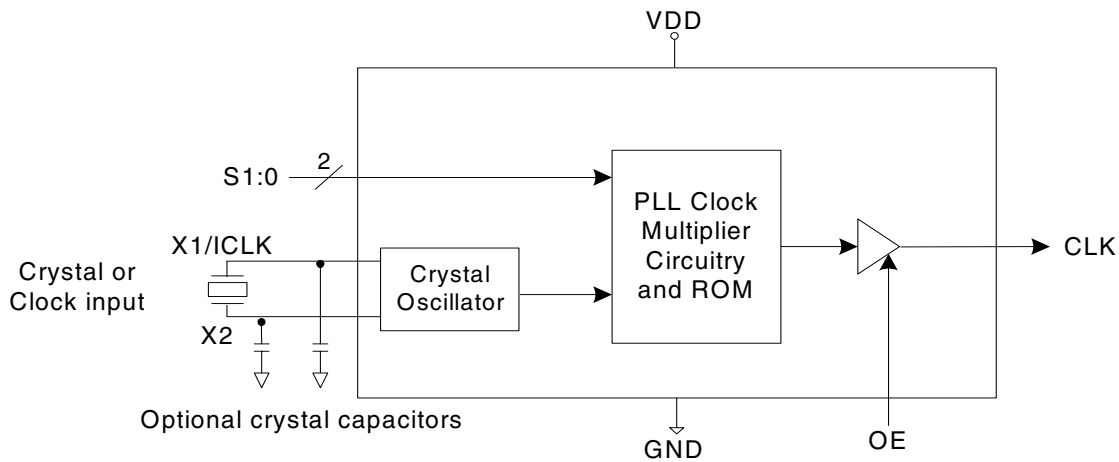 VDD
2
S1:0
PLL Clock
Multiplier
Circuitry
and ROM
X1/ICLK
Crystal or
Clock input
Crystal
Oscillator
CLK
X2
Optional crystal capacitors
GND
OE